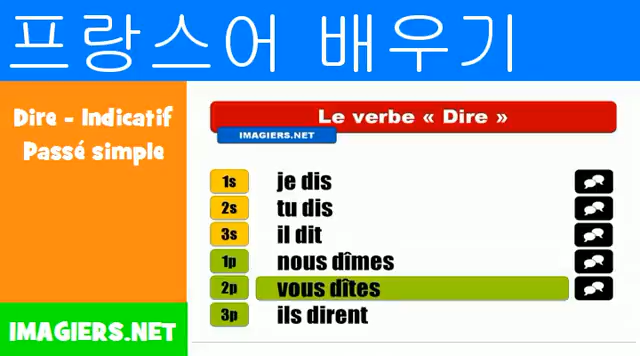 프랑스어 배우기
Dire - Indicatif
Passé simple
IMAGIERS.NET
Le verbe « Dire »
IMAGIERS.NET
1s je dis
2s tu dis
3s il dit
1p nous dîmes
2p vous dîtes
3p ils dirent